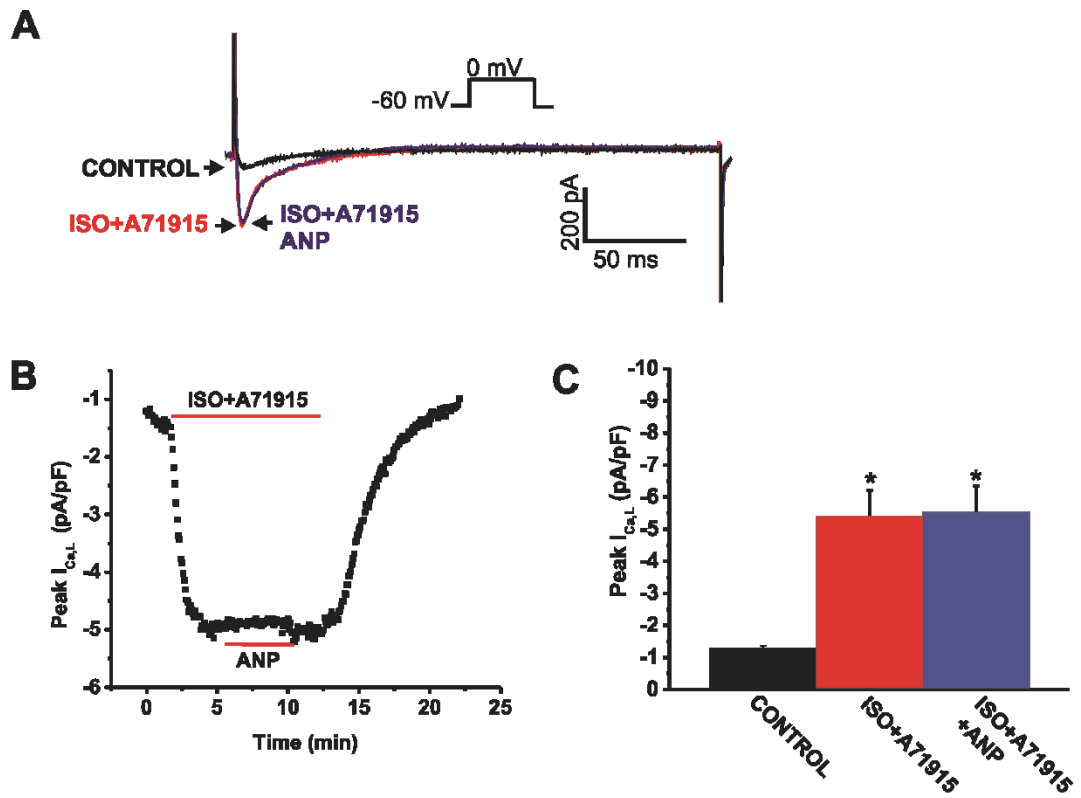 A
0 mV
-60 mV
CONTROL
ISO+A71915
ISO+A71915
ANP
200 pA
50 ms
B
-1
-2
-3
-4
-5
-6
Peak I_Ca,L (pA/pF)
ISO+A71915
ANP
0 5 10 15 20 25
Time (min)
C
-10
-9
-8
-7
-6
-5
-4
-3
-2
-1
0
Peak I_Ca,L (pA/pF)
*
*
CONTROL
ISO+A71915
ISO+A71915
+ANP